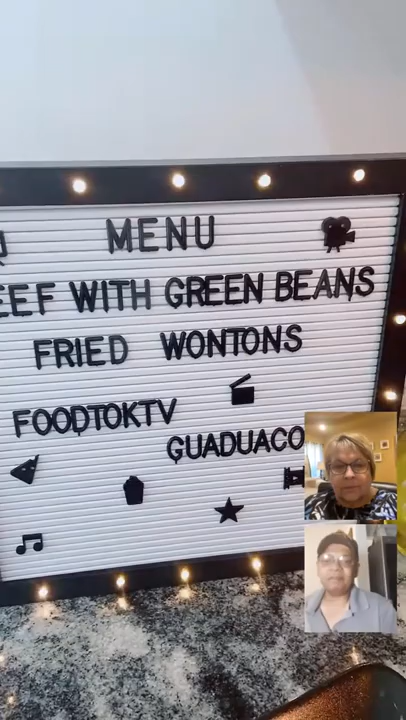 MENU
EEF WITH GREEN BEANS
FRIED WONTONS
FOODTOKTV
GUADUACO